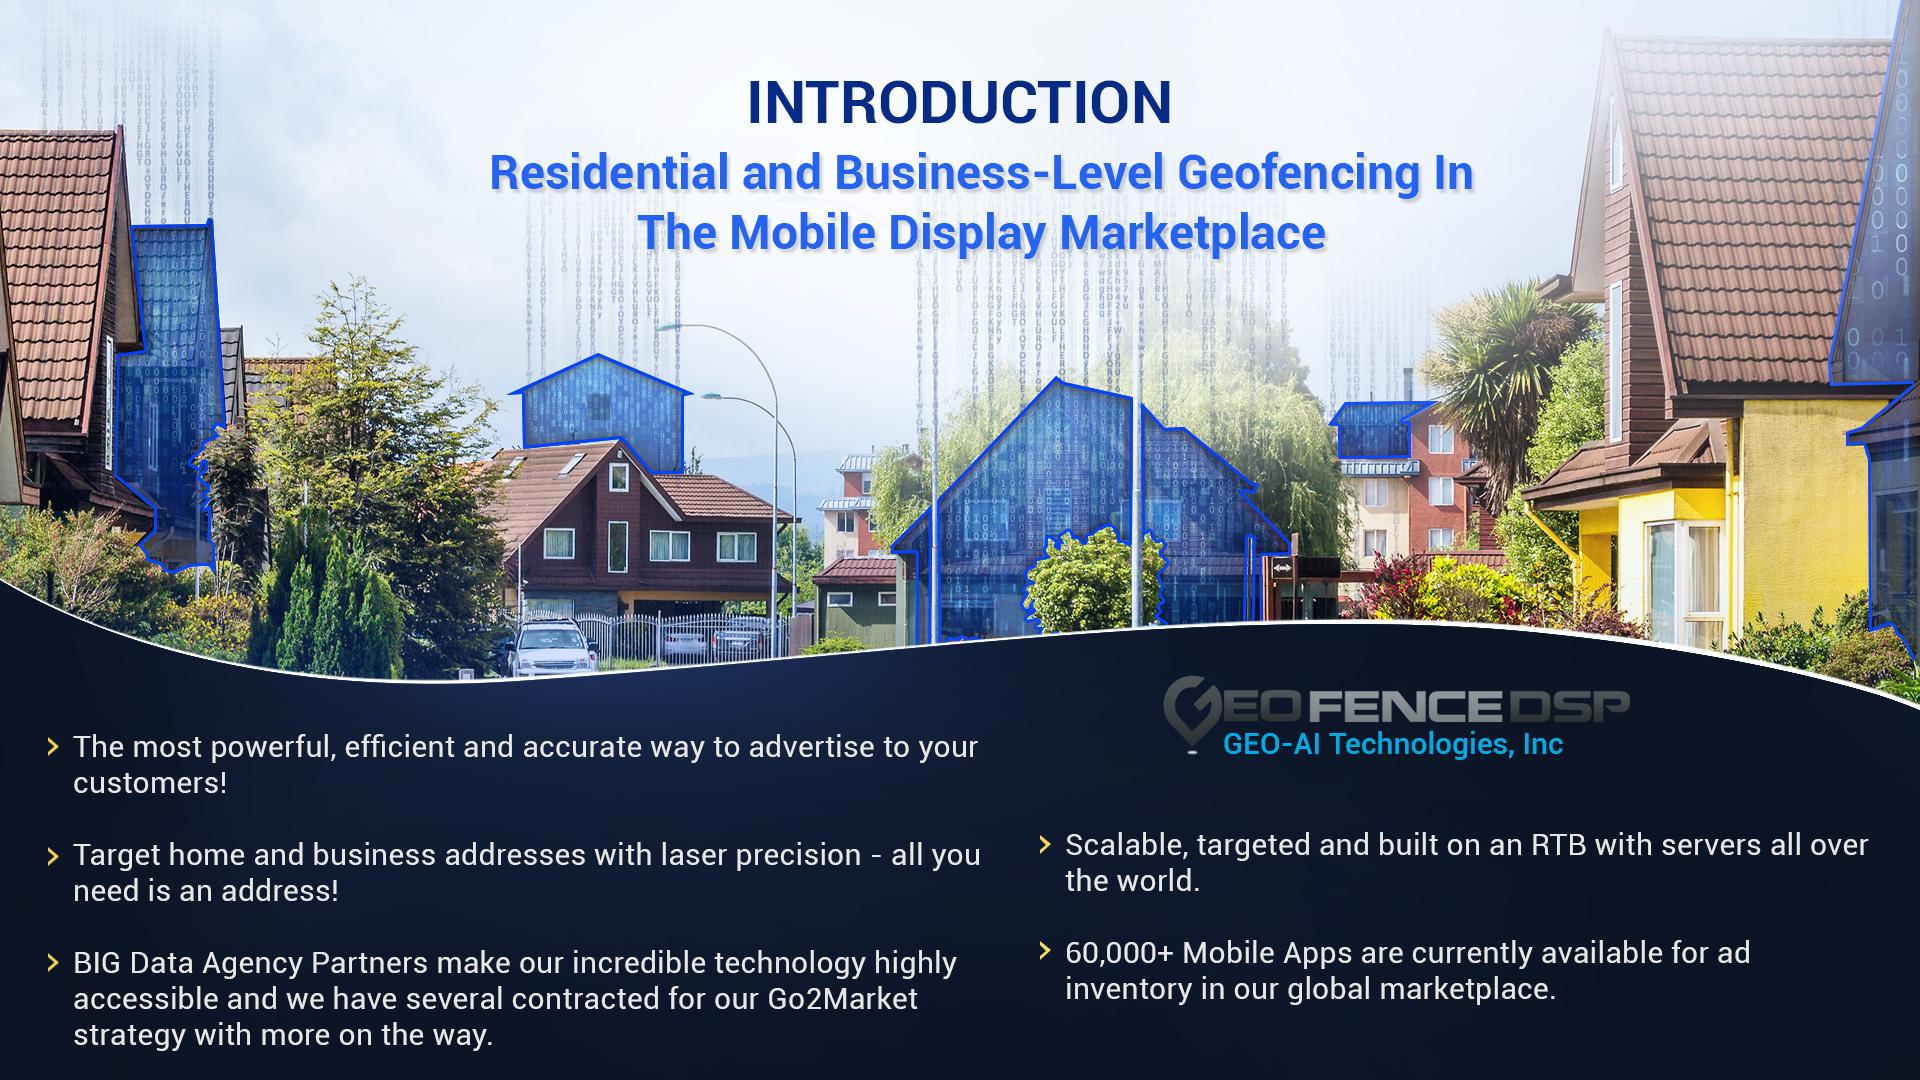 INTRODUCTION
Residential and Business-Level Geofencing In
The Mobile Display Marketplace
The most powerful, efficient and accurate way to advertise to your
customers!
Target home and business addresses with laser precision - all you
need is an address!
BIG Data Agency Partners make our incredible technology highly
accessible and we have several contracted for our Go2Market
strategy with more on the way.
GEOFENCEDSP
GEO-AI Technologies, Inc
Scalable, targeted and built on an RTB with servers all over
the world.
60,000+ Mobile Apps are currently available for ad
inventory in our global marketplace.